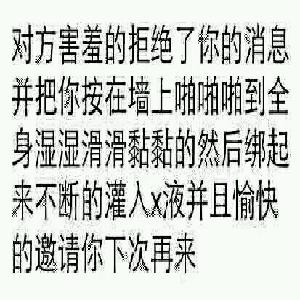 对方害羞的拒绝了你的消息
并把你按在墙上啪啪啪到全
身湿湿滑滑黏黏的然后绑起
来不断的灌入x液并且愉快
的邀请你下次再来